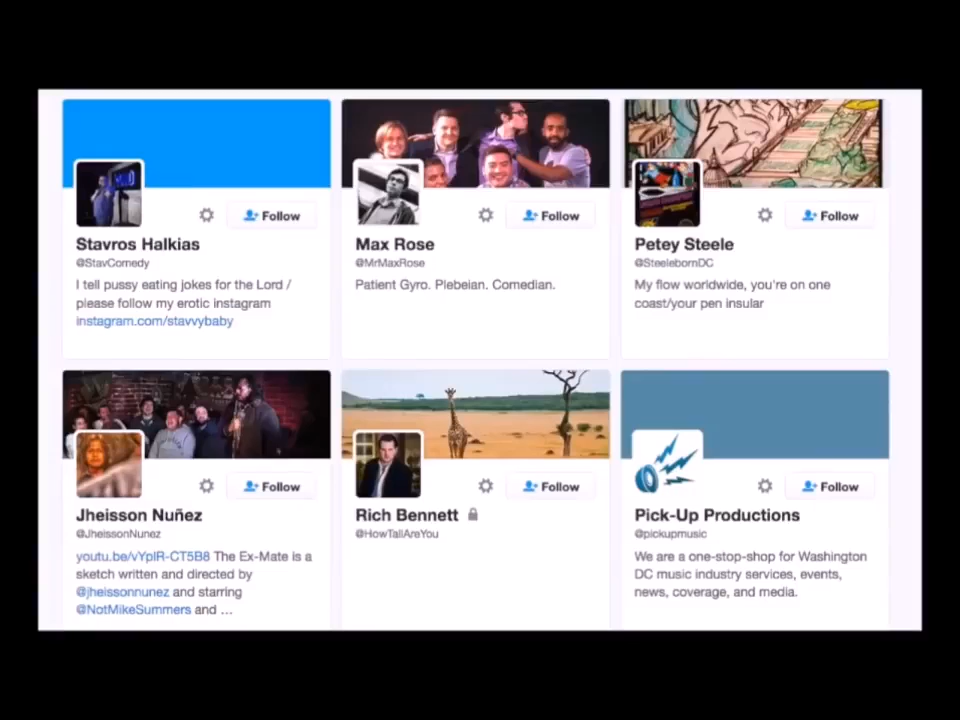 Follow
Stavros Halkias
@StavComedy
I tell pussy eating jokes for the Lord /
please follow my erotic instagram
instagram.com/stavvybaby
Follow
Max Rose
@MrMaxRose
Patient Gyro. Plebeian. Comedian.
Follow
Petey Steele
@SteelebornDC
My flow worldwide, you're on one
coast/your pen insular
Follow
Jheisson Nuñez
@JheissonNunez
youtu.be/vYplR-CT5B8 The Ex-Mate is a
sketch written and directed by
@jheissonnunez and starring
@NotMikeSummers and ...
Follow
Rich Bennett
@HowTallAreYou
Follow
Pick-Up Productions
@pickupmusic
We are a one-stop-shop for Washington
DC music industry services, events,
news, coverage, and media.